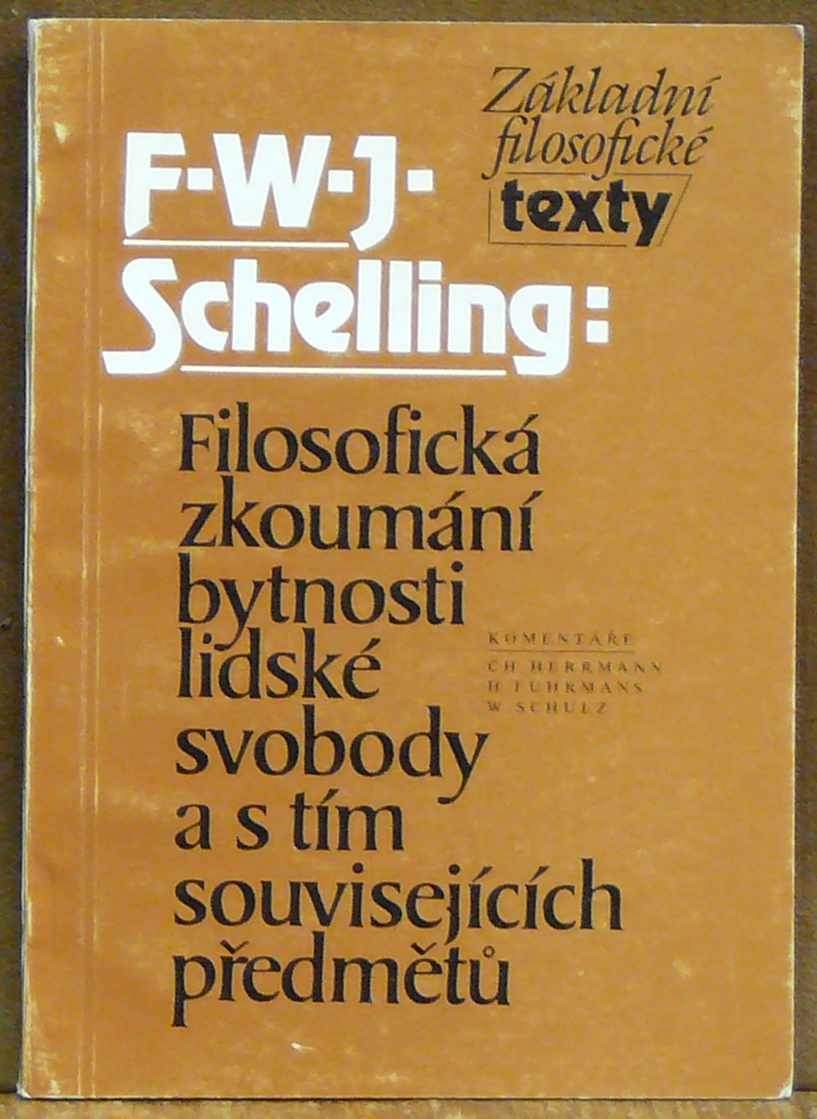 Základní
filosofické
texty
F·W·J·
Schelling:
Filosofická
zkoumání
bytnosti
lidské
svobody
a s tím
souvisejících
předmětů
KOMENTÁŘE
CH HERRMANN
H FUHRMANS
W SCHULZ